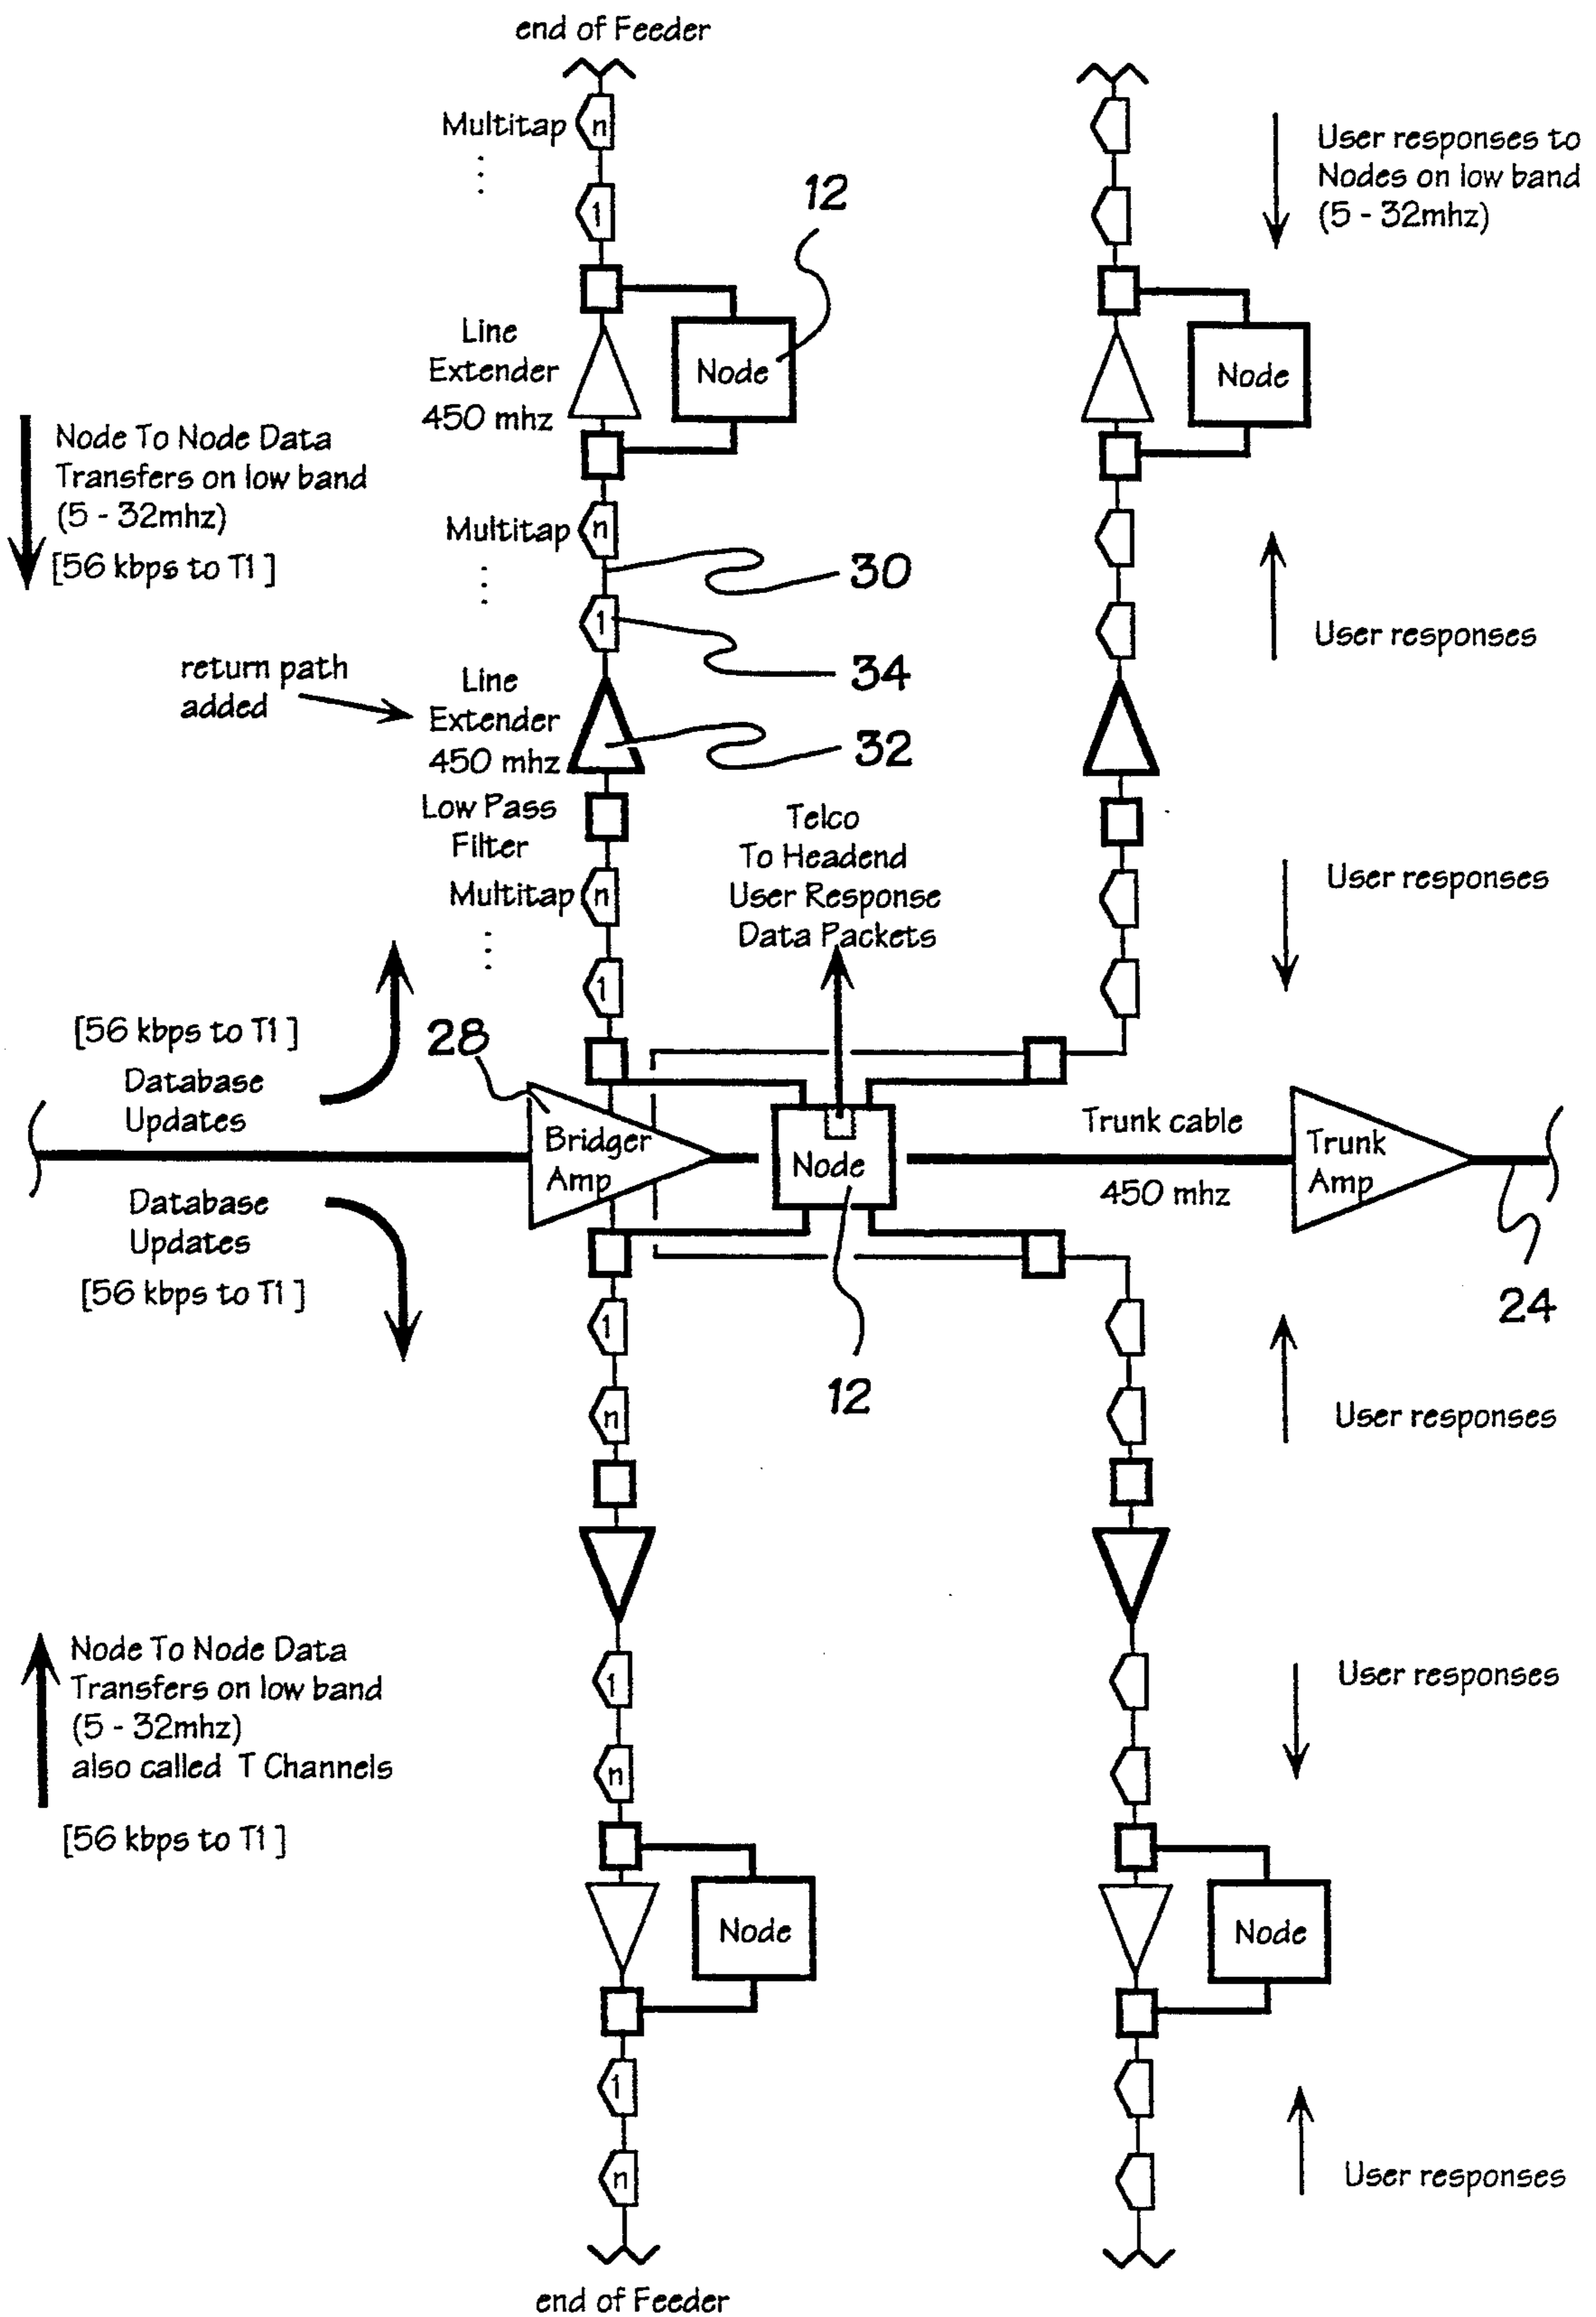 end of Feeder
Multitap
n
1
12
User responses to
Nodes on low band
(5 - 32mhz)
Line
Extender
450 mhz
Node
Node
Node To Node Data
Transfers on low band
(5 - 32mhz)
[56 kbps to T1 ]
Multitap
n
30
1
34
User responses
return path
added
Line
Extender
450 mhz
32
Low Pass
Filter
Multitap
n
1
Telco
To Headend
User Response
Data Packets
User responses
[56 kbps to T1 ]
Database
Updates
28
Bridger
Amp
Node
Trunk cable
450 mhz
Trunk
Amp
Database
Updates
[56 kbps to T1 ]
24
12
1
n
User responses
Node To Node Data
Transfers on low band
(5 - 32mhz)
also called T Channels
[56 kbps to T1 ]
1
n
User responses
Node
Node
1
n
User responses
end of Feeder